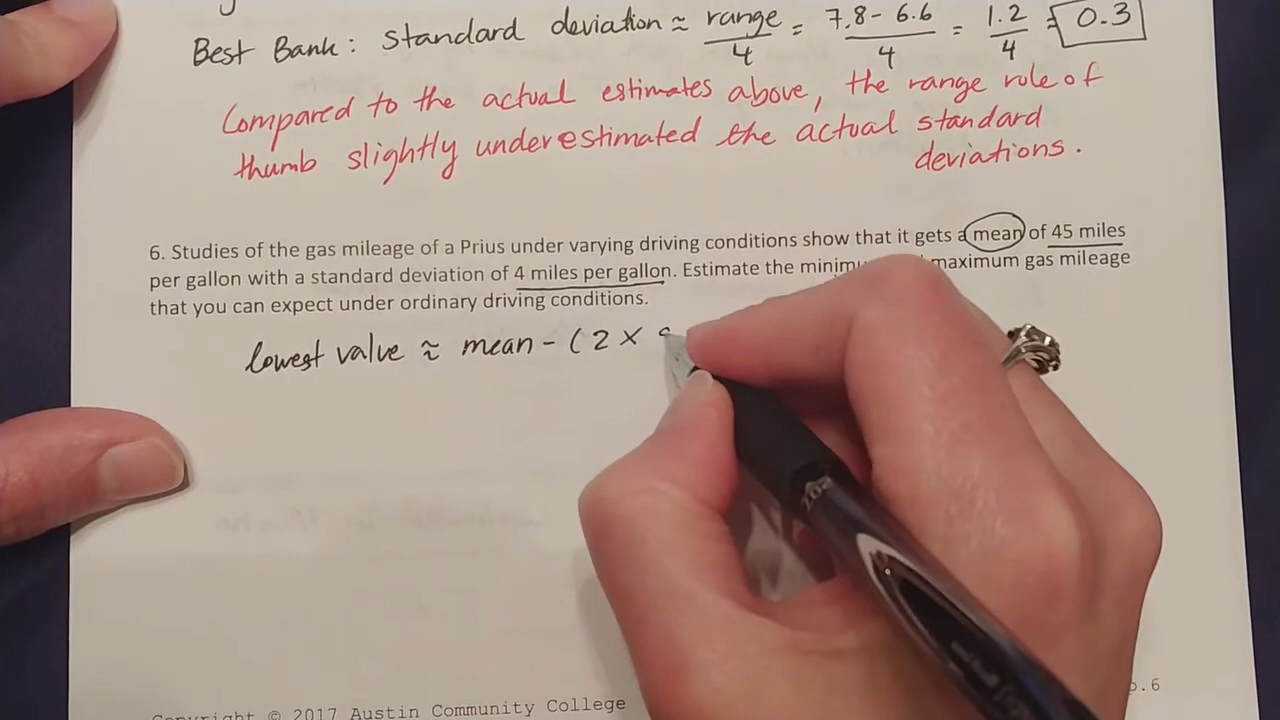 Best Bank: standard deviation ≈ range/4 = 7.8 - 6.6/4 = 1.2/4 = 0.3
Compared to the actual estimates above, the range rule of
thumb slightly underestimated the actual standard
deviations.
6. Studies of the gas mileage of a Prius under varying driving conditions show that it gets a mean of 45 miles
per gallon with a standard deviation of 4 miles per gallon. Estimate the maximum gas mileage
that you can expect under ordinary driving conditions.
lowest value ≈ mean - (2 × s
Copyright © 2017 Austin Community College
p.6